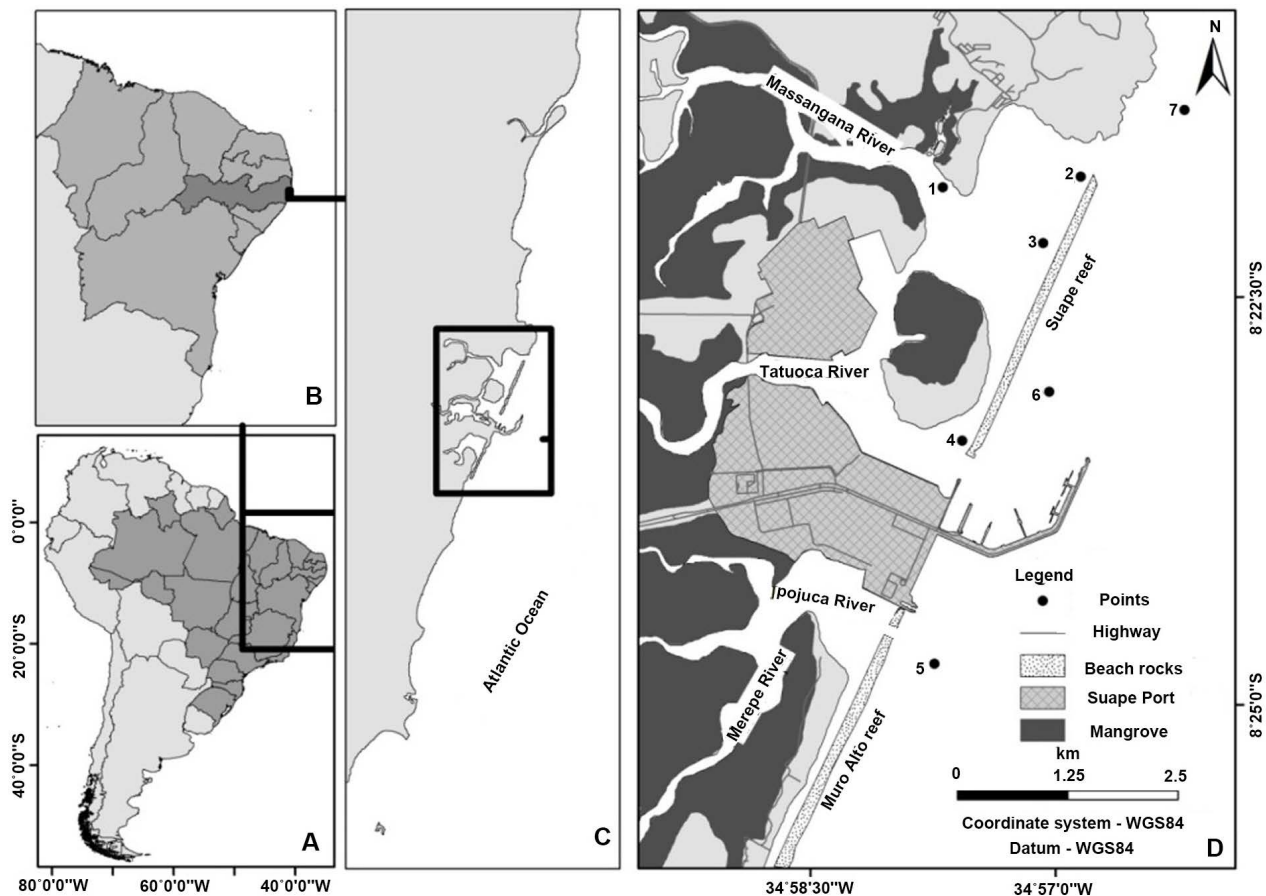 B
0°0'0"
20°0'0"S
40°0'0"S
80°0'0"W
60°0'0"W
40°0'0"W
A
Atlantic Ocean
C
N
Massangana River
7
1
2
3
Suape reef
8°22'30"S
Tatuoca River
6
4
Ipojuca River
Merepe River
5
Muro Alto reef
8°25'0"S
Legend
Points
Highway
Beach rocks
Suape Port
Mangrove
km
0 1.25 2.5
Coordinate system - WGS84
Datum - WGS84
D
34°58'30"W
34°57'0"W